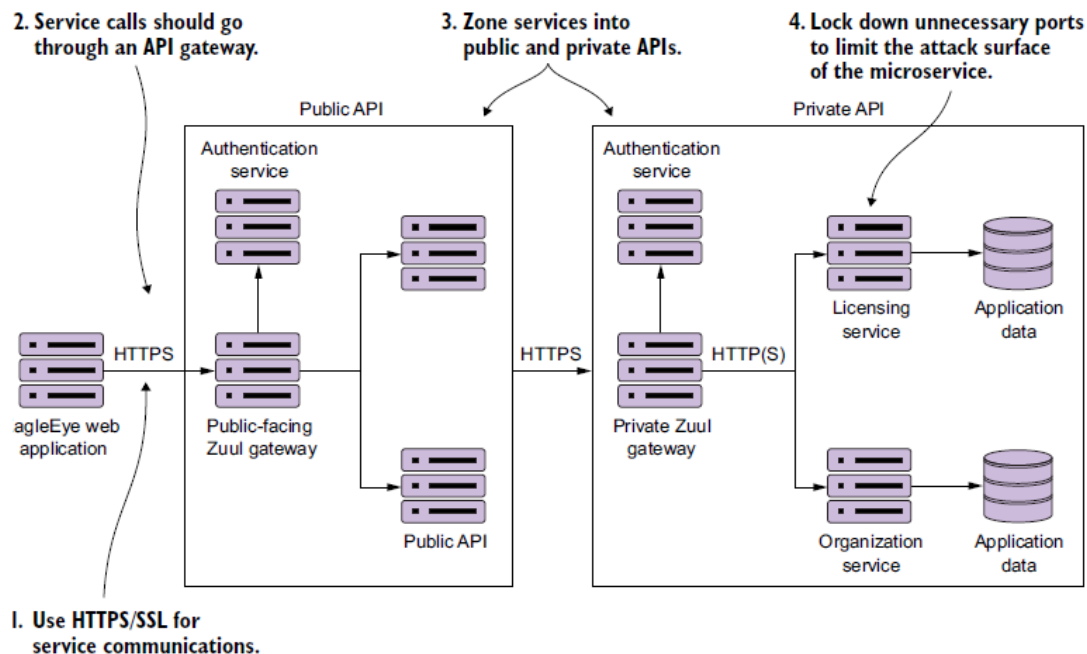 2. Service calls should go
through an API gateway.
3. Zone services into
public and private APIs.
4. Lock down unnecessary ports
to limit the attack surface
of the microservice.
Public API
Private API
Authentication
service
Authentication
service
HTTPS
HTTPS
HTTP(S)
Licensing
service
Application
data
agleEye web
application
Public-facing
Zuul gateway
Private Zuul
gateway
Public API
Organization
service
Application
data
1. Use HTTPS/SSL for
service communications.